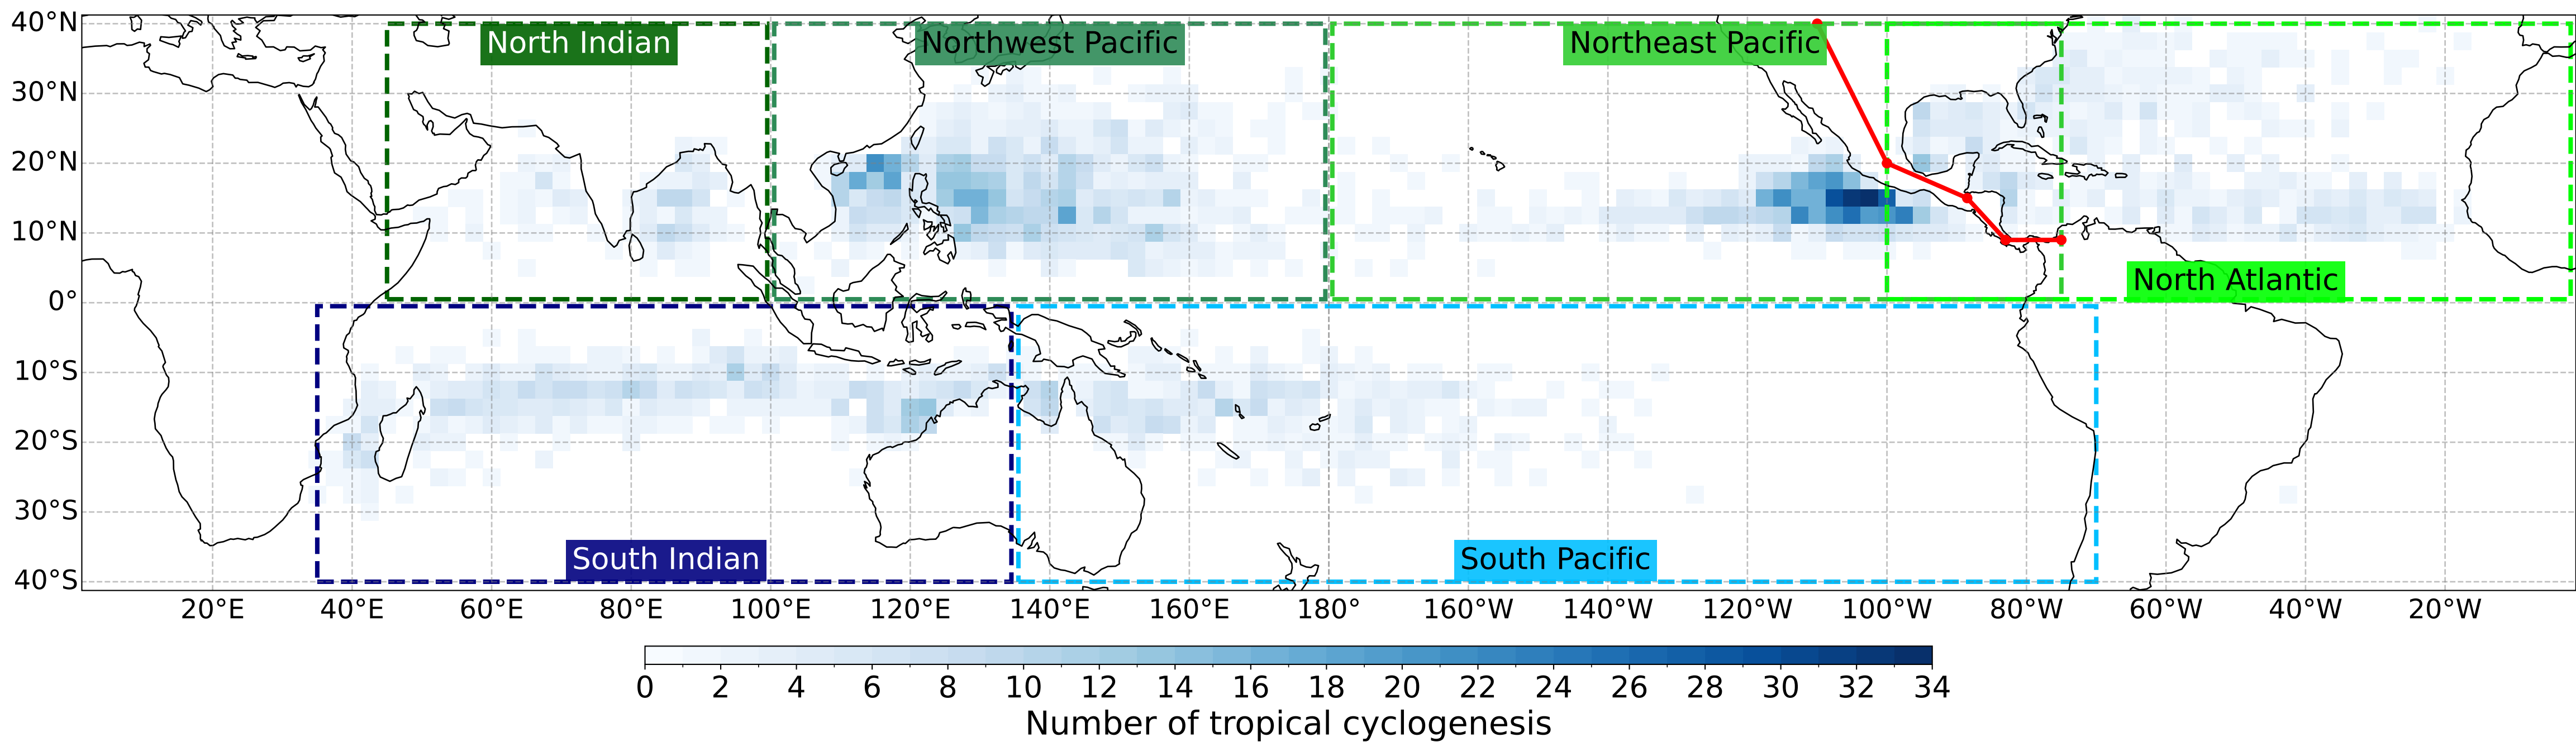 40°N
30°N
20°N
10°N
0°
10°S
20°S
30°S
40°S
North Indian
Northwest Pacific
Northeast Pacific
North Atlantic
South Indian
South Pacific
20°E 40°E 60°E 80°E 100°E 120°E 140°E 160°E 180° 160°W 140°W 120°W 100°W 80°W 60°W 40°W 20°W
0 2 4 6 8 10 12 14 16 18 20 22 24 26 28 30 32 34
Number of tropical cyclogenesis